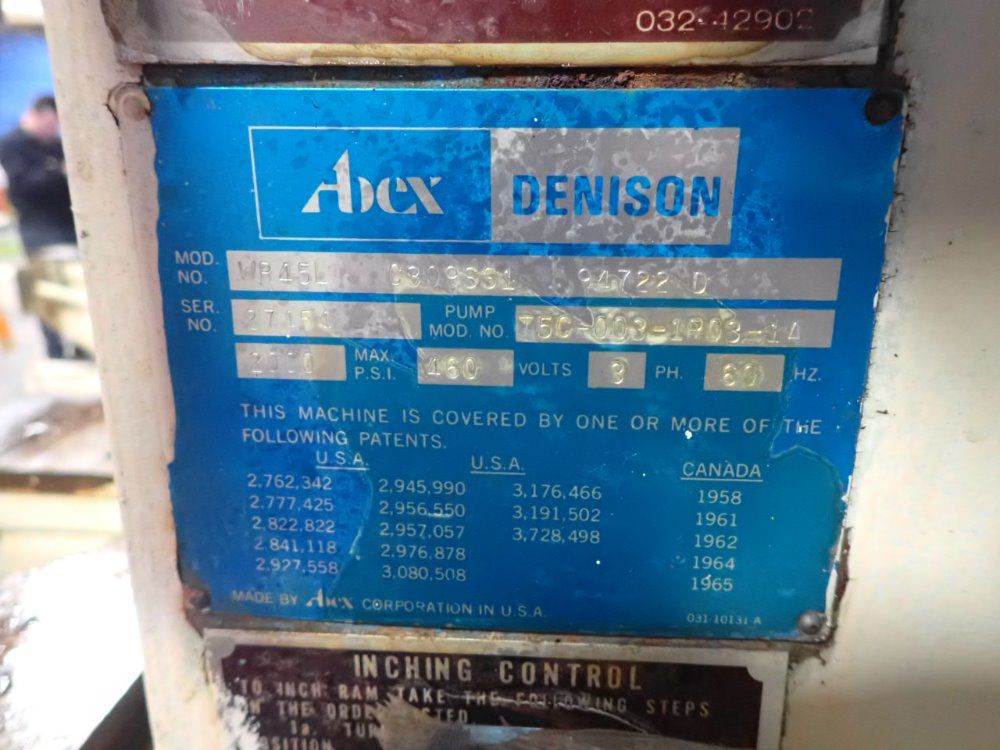 032-42902
Abex DENISON
MOD. NO. WR45L C309SS1 94722 D
SER. NO. 27151 PUMP MOD. NO. T5C-003-1R03-1A
2000 MAX. P.S.I. 460 VOLTS 3 PH. 60 HZ.
THIS MACHINE IS COVERED BY ONE OR MORE OF THE
FOLLOWING PATENTS.
U.S.A. U.S.A. CANADA
2,762,342 2,945,990 3,176,466 1958
2,777,425 2,956,550 3,191,502 1961
2,822,822 2,957,057 3,728,498 1962
2,841,118 2,976,878 1964
2,927,558 3,080,508 1965
MADE BY Abex CORPORATION IN U.S.A. 031-10131 A
INCHING CONTROL
TO INCH RAM TAKE THE FOLLOWING STEPS
THE